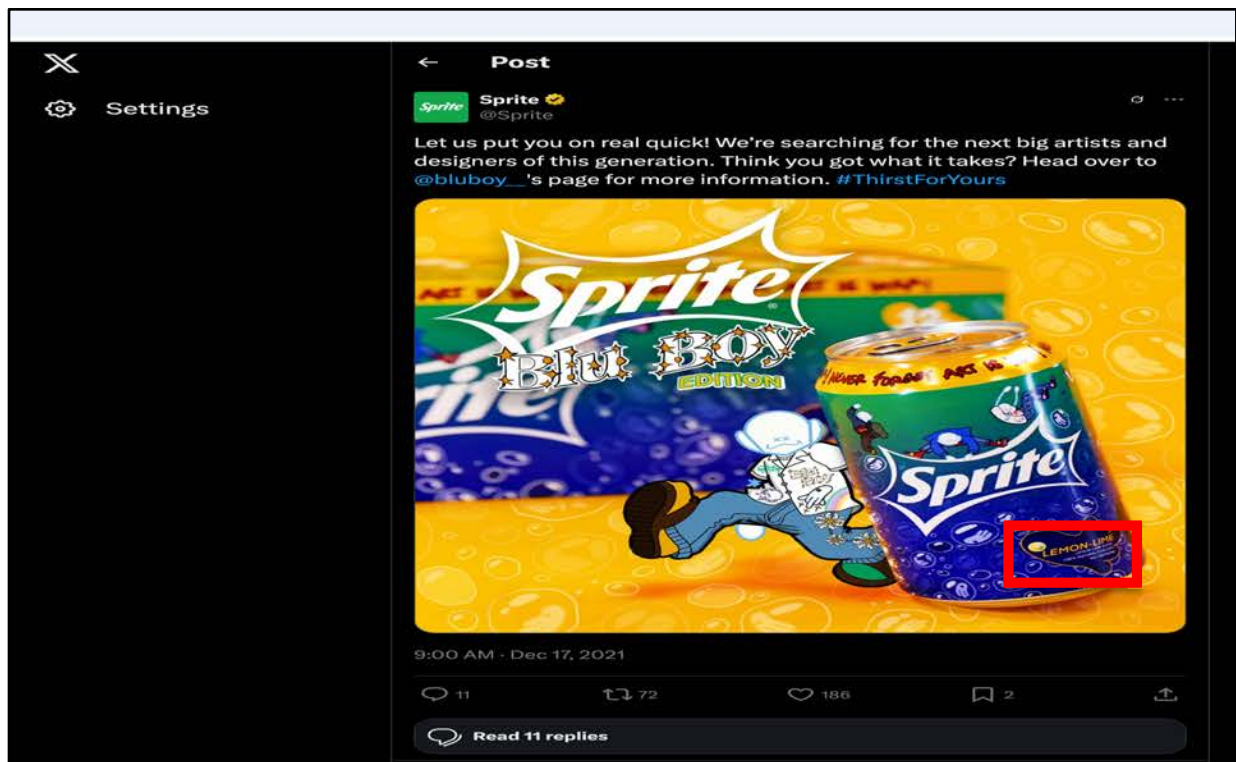 X
Settings
Post
Sprite
Sprite
@Sprite
Let us put you on real quick! We're searching for the next big artists and
designers of this generation. Think you got what it takes? Head over to
@bluboy__'s page for more information. #ThirstForYours
Sprite
®
Blu Boy
EDITION
ART IS
NEVER FORGET ART IS
Sprite
LEMON-LIME
9:00 AM · Dec 17, 2021
11
72
186
2
Read 11 replies